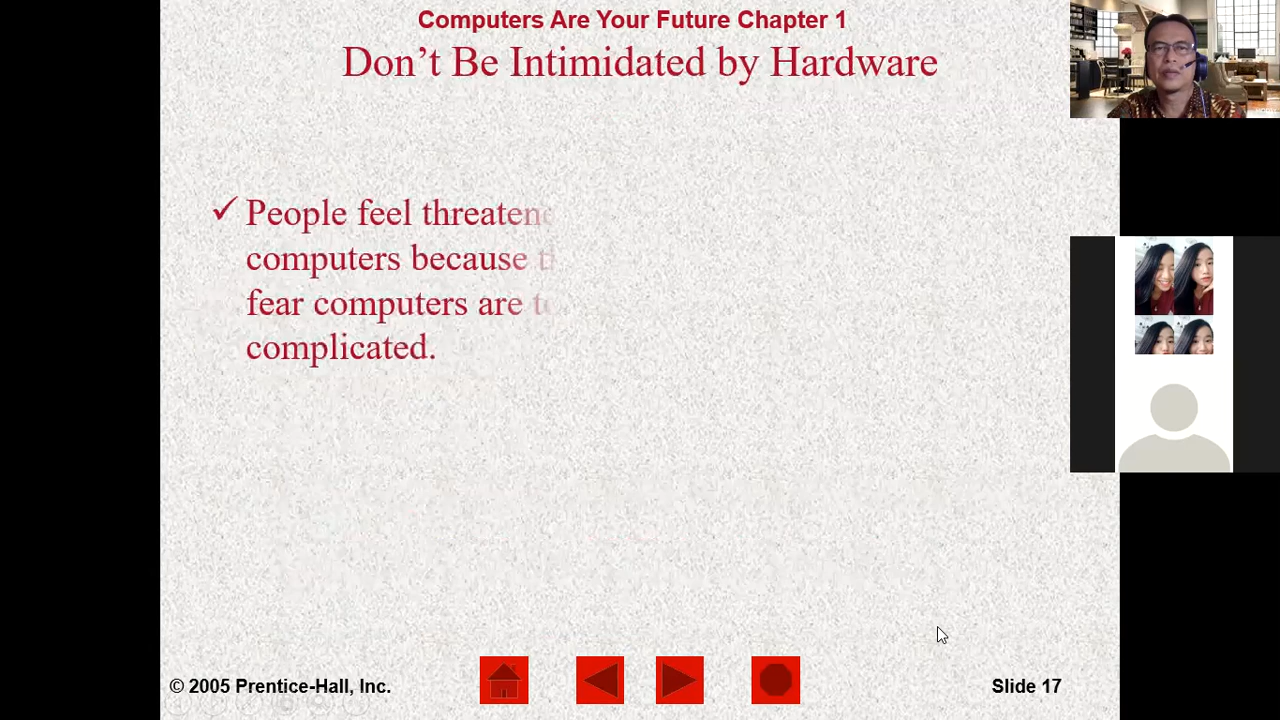 Computers Are Your Future Chapter 1
Don't Be Intimidated by Hardware
✓ People feel threaten
computers because
fear computers are
complicated.
© 2005 Prentice-Hall, Inc.
Slide 17